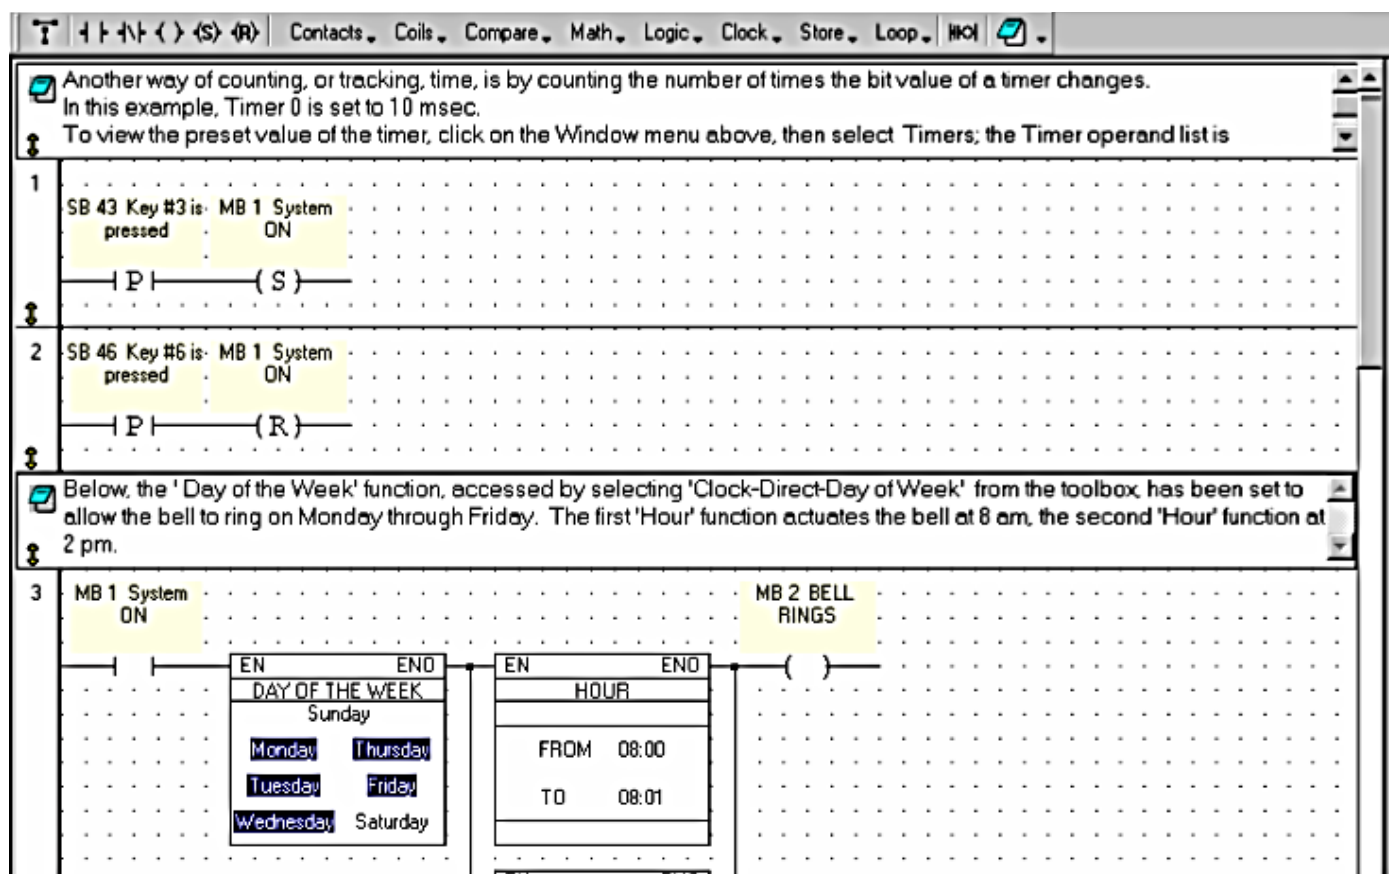 Contacts Coils Compare Math Logic Clock Store Loop
Another way of counting, or tracking, time, is by counting the number of times the bit value of a timer changes.
In this example, Timer 0 is set to 10 msec.
To view the preset value of the timer, click on the Window menu above, then select Timers; the Timer operand list is
1
SB 43 Key #3 is MB 1 System
pressed ON
P S
2
SB 46 Key #6 is MB 1 System
pressed ON
P R
Below, the ' Day of the Week' function, accessed by selecting 'Clock-Direct-Day of Week' from the toolbox, has been set to
allow the bell to ring on Monday through Friday. The first 'Hour' function actuates the bell at 8 am, the second 'Hour' function at
2 pm.
3
MB 1 System MB 2 BELL
ON RINGS
EN ENO EN ENO
DAY OF THE WEEK HOUR
Sunday
Monday Thursday FROM 08:00
Tuesday Friday TO 08:01
Wednesday Saturday